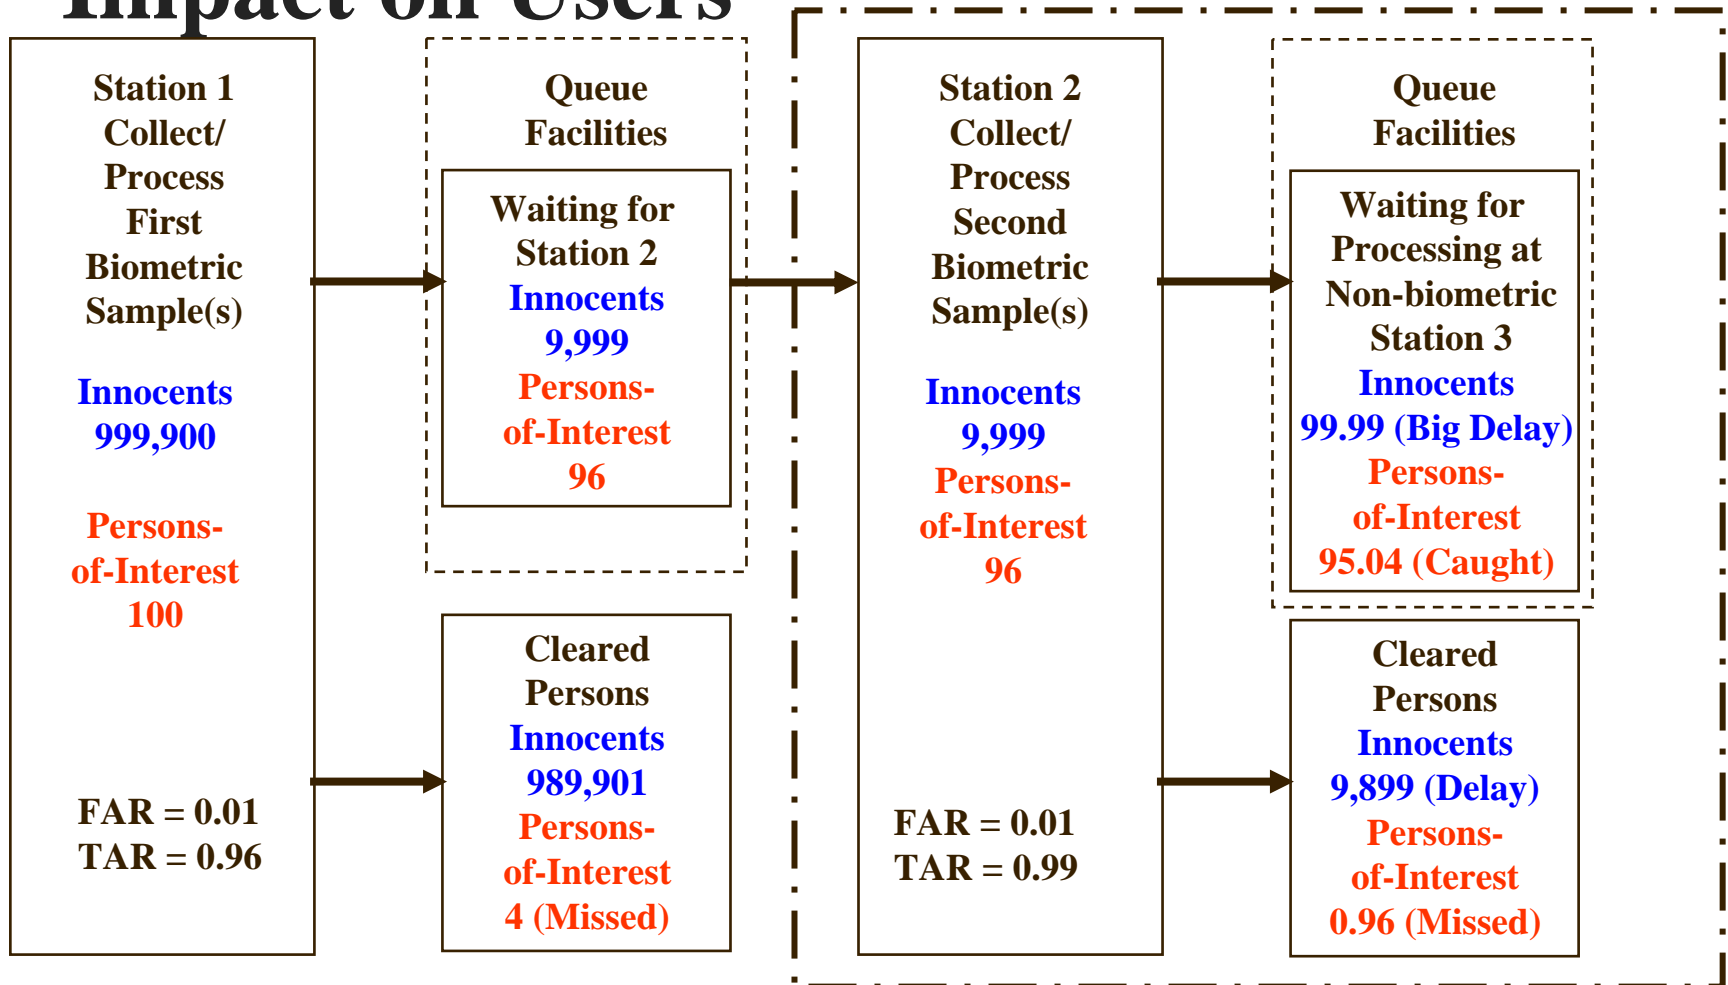 Impact on Users
Station 1
Collect/
Process
First
Biometric
Sample(s)
Innocents
999,900
Persons-
of-Interest
100
FAR = 0.01
TAR = 0.96
Queue
Facilities
Waiting for
Station 2
Innocents
9,999
Persons-
of-Interest
96
Cleared
Persons
Innocents
989,901
Persons-
of-Interest
4 (Missed)
Station 2
Collect/
Process
Second
Biometric
Sample(s)
Innocents
9,999
Persons-
of-Interest
96
FAR = 0.01
TAR = 0.99
Queue
Facilities
Waiting for
Processing at
Non-biometric
Station 3
Innocents
99.99 (Big Delay)
Persons-
of-Interest
95.04 (Caught)
Cleared
Persons
Innocents
9,899 (Delay)
Persons-
of-Interest
0.96 (Missed)